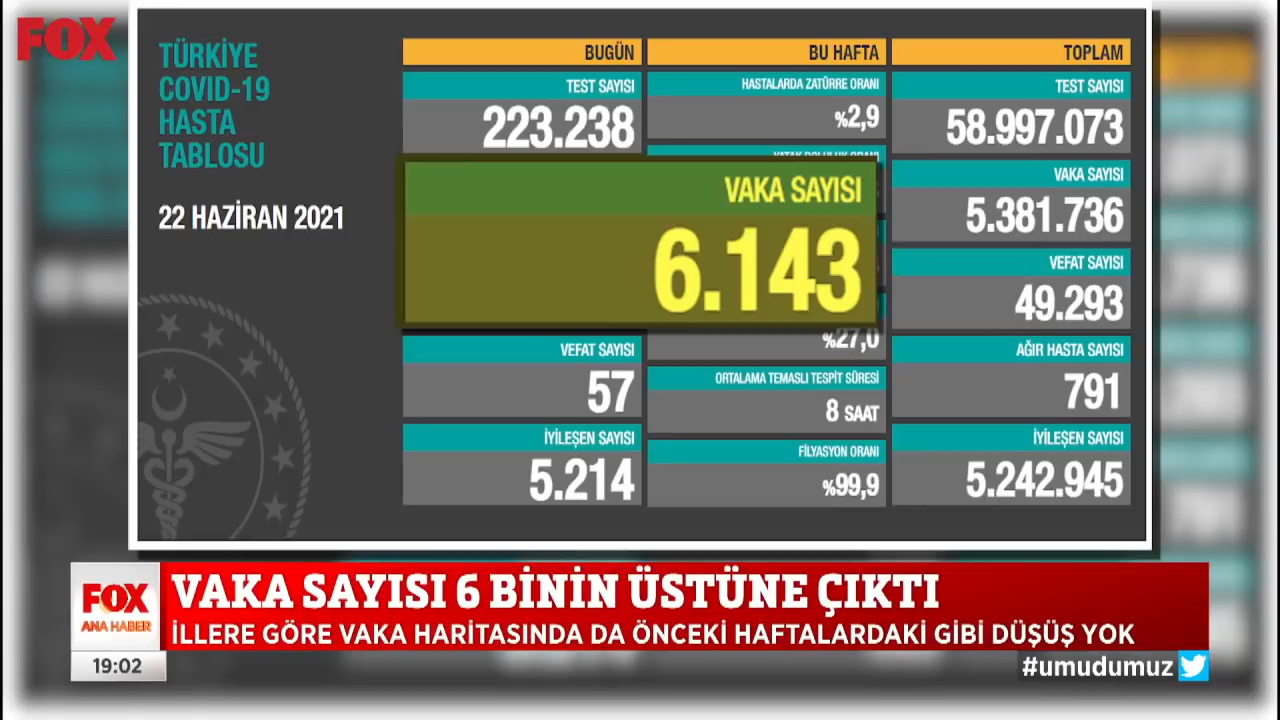 FOX
TÜRKİYE
COVID-19
HASTA
TABLOSU
22 HAZİRAN 2021
BUGÜN
TEST SAYISI
223.238
VAKA SAYISI
6.143
VEFAT SAYISI
57
İYİLEŞEN SAYISI
5.214
BU HAFTA
HASTALARDA ZATÜRRE ORANI
%2,9
%27,0
ORTALAMA TEMASLI TESPİT SÜRESİ
8 SAAT
FİLYASYON ORANI
%99,9
TOPLAM
TEST SAYISI
58.997.073
VAKA SAYISI
5.381.736
VEFAT SAYISI
49.293
AĞIR HASTA SAYISI
791
İYİLEŞEN SAYISI
5.242.945
FOX
ANA HABER
19:02
VAKA SAYISI 6 BİNİN ÜSTÜNE ÇIKTI
İLLERE GÖRE VAKA HARİTASINDA DA ÖNCEKİ HAFTALARDAKİ GİBİ DÜŞÜŞ YOK
#umudumuz